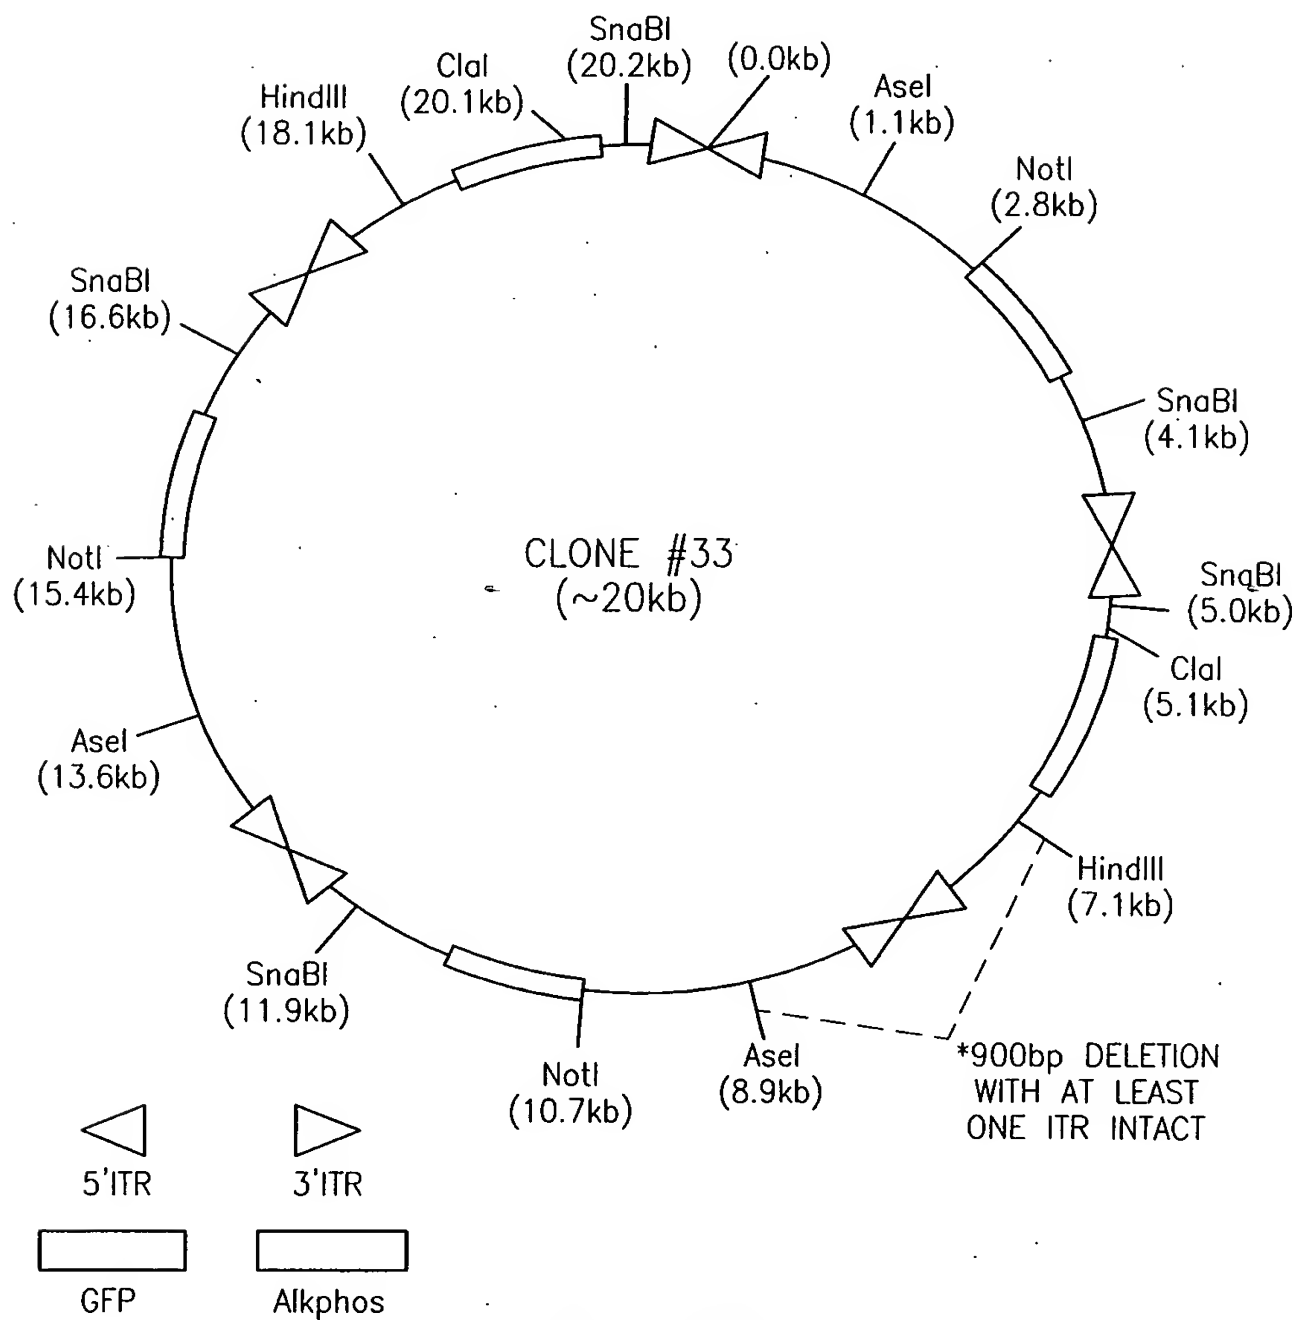 SnaBI
(20.2kb)
(0.0kb)
ClaI
(20.1kb)
AseI
(1.1kb)
HindIII
(18.1kb)
NotI
(2.8kb)
SnaBI
(16.6kb)
SnaBI
(4.1kb)
CLONE #33
(~20kb)
NotI
(15.4kb)
SnaBI
(5.0kb)
ClaI
(5.1kb)
AseI
(13.6kb)
HindIII
(7.1kb)
SnaBI
(11.9kb)
NotI
(10.7kb)
AseI
(8.9kb)
*900bp DELETION
WITH AT LEAST
ONE ITR INTACT
5'ITR
3'ITR
GFP
Alkphos